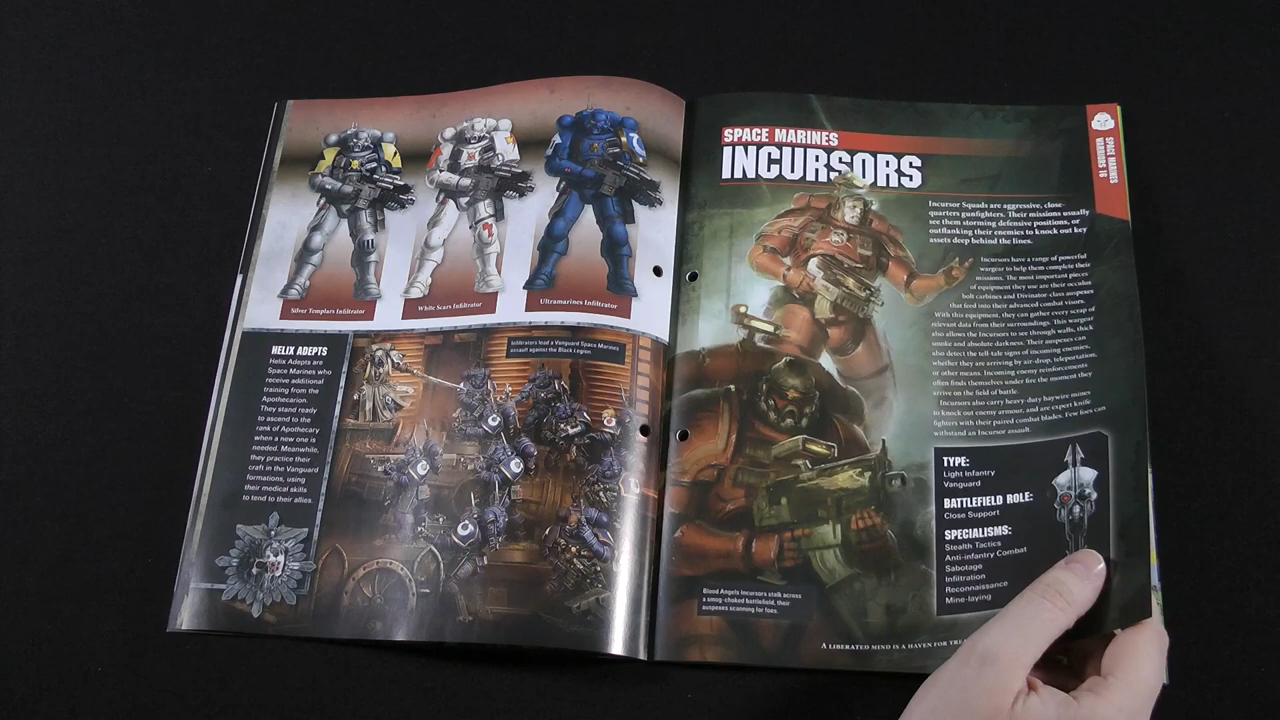 Silver Templars Infiltrator
White Scars Infiltrator
Ultramarines Infiltrator
HELIX ADEPTS
Helix Adepts are
Space Marines who
receive additional
training from the
Apothecarion.
They stand ready
to ascend to the
rank of Apothecary
when a new one is
needed. Meanwhile,
they practice their
craft in the Vanguard
formations, using
their medical skills
to tend to their allies.
Infiltrators lead a Vanguard Space Marines
assault against the Black Legion.
SPACE MARINES
INCURSORS
SPACE MARINES
WARRIORS 16
Incursor Squads are aggressive, close-
quarters gunfighters. Their missions usually
see them storming defensive positions, or
outflanking their enemies to knock out key
assets deep behind the lines.
Incursors have a range of powerful
wargear to help them complete their
missions. The most important pieces
of equipment they use are their occulus
bolt carbines and Divinator-class auspexes
that feed into their advanced combat visors.
With this equipment, they can gather every scrap of
relevant data from their surroundings. This wargear
also allows the Incursors to see through walls, thick
smoke and absolute darkness. Their auspexes can
also detect the tell-tale signs of incoming enemies,
whether they are arriving by air-drop, teleportation,
or other means. Incoming enemy reinforcements
often finds themselves under fire the moment they
arrive on the field of battle.
Incursors also carry heavy-duty haywire mines
to knock out enemy armour, and are expert knife
fighters with their paired combat blades. Few foes can
withstand an Incursor assault.
TYPE:
Light Infantry
Vanguard
BATTLEFIELD ROLE:
Close Support
SPECIALISMS:
Stealth Tactics
Anti-infantry Combat
Sabotage
Infiltration
Reconnaissance
Mine-laying
Blood Angels Incursors stalk across
a smog-choked battlefield, their
auspexes scanning for foes.
A LIBERATED MIND IS A HAVEN FOR TREA